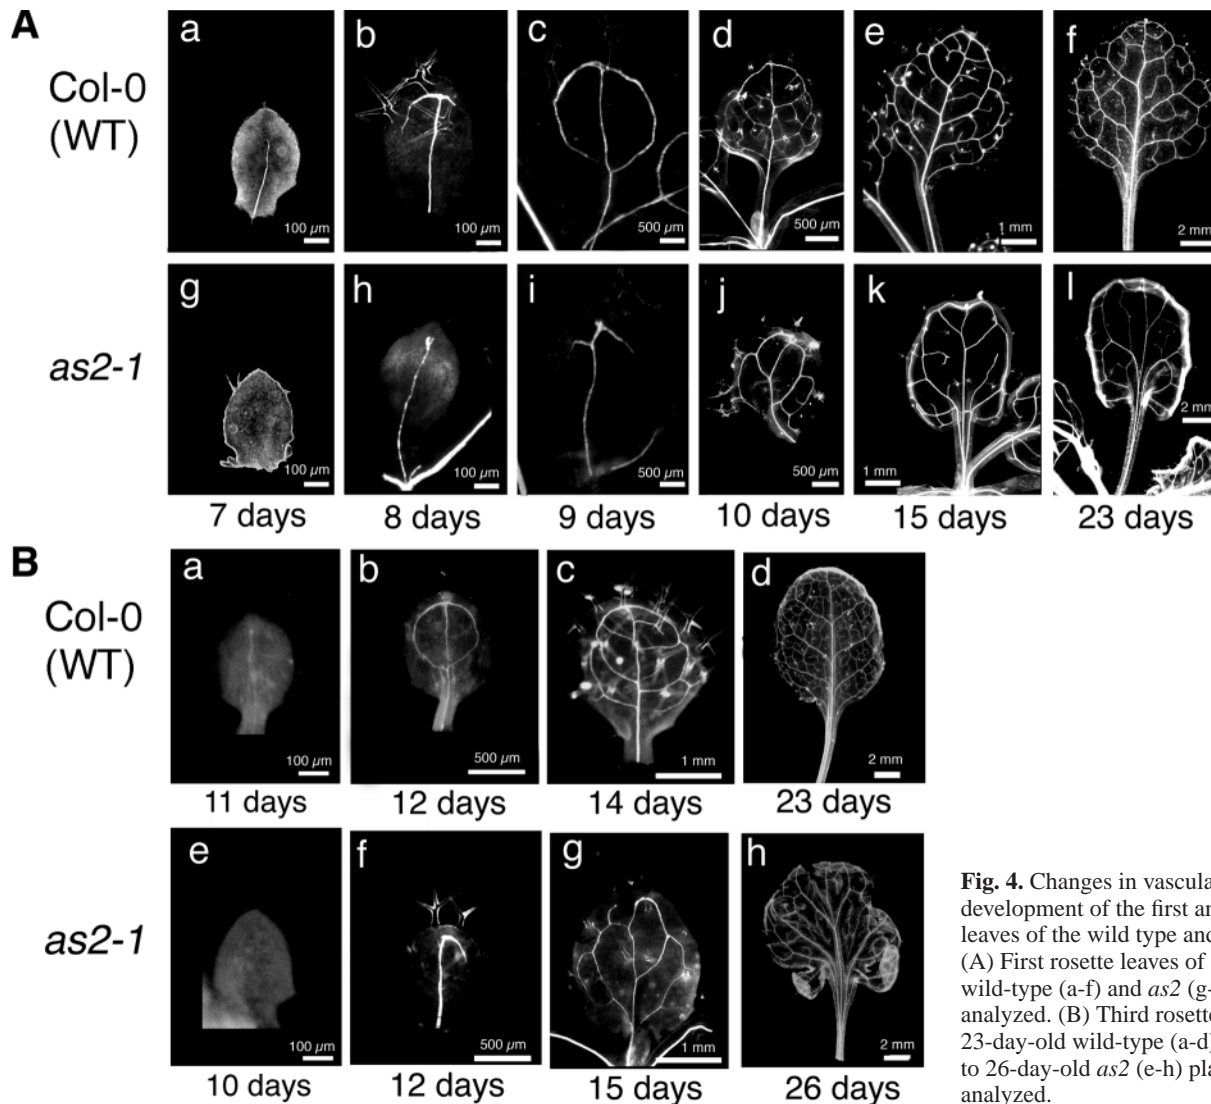 A
Col-0
(WT)
a
b
c
d
e
f
100 µm
100 µm
500 µm
500 µm
1 mm
2 mm
as2-1
g
h
i
j
k
l
100 µm
100 µm
500 µm
500 µm
1 mm
2 mm
7 days
8 days
9 days
10 days
15 days
23 days
B
Col-0
(WT)
a
b
c
d
100 µm
500 µm
1 mm
2 mm
11 days
12 days
14 days
23 days
as2-1
e
f
g
h
100 µm
500 µm
1 mm
2 mm
10 days
12 days
15 days
26 days
Fig. 4. Changes in vascula
development of the first an
leaves of the wild type and
(A) First rosette leaves of
wild-type (a-f) and as2 (g-
analyzed. (B) Third rosette
23-day-old wild-type (a-d)
to 26-day-old as2 (e-h) pla
analyzed.